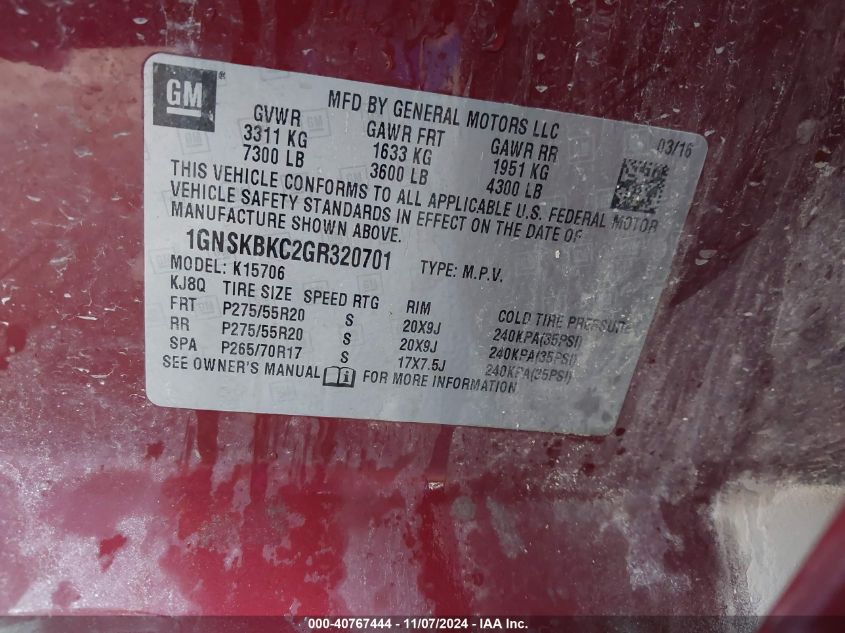 GM
MFD BY GENERAL MOTORS LLC
03/16
GVWR GAWR FRT GAWR RR
3311 KG 1633 KG 1951 KG
7300 LB 3600 LB 4300 LB
THIS VEHICLE CONFORMS TO ALL APPLICABLE U.S. FEDERAL MOTOR
VEHICLE SAFETY STANDARDS IN EFFECT ON THE DATE OF
MANUFACTURE SHOWN ABOVE.
1GNSKBKC2GR320701 TYPE: M.P.V.
MODEL: K15706
KJ8Q TIRE SIZE SPEED RTG RIM COLD TIRE PRESSURE
FRT P275/55R20 S 20X9J 240KPA(35PSI)
RR P275/55R20 S 20X9J 240KPA(35PSI)
SPA P265/70R17 S 17X7.5J 240KPA(35PSI)
SEE OWNER'S MANUAL FOR MORE INFORMATION
000-40767444 - 11/07/2024 - IAA Inc.